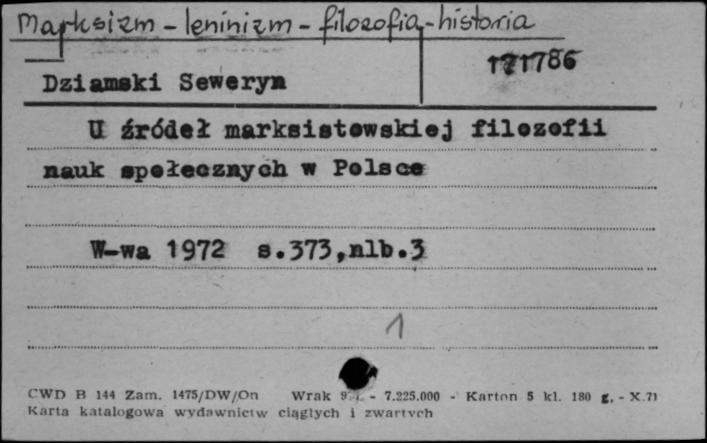 Marksizm - leninizm - filozofia - historia
171786
Dziamski Seweryn
U źródeł marksistowskiej filozofii
nauk społecznych w Polsce
W-wa 1972 s.373,nlb.3
1
CWD B 144 Zam. 1475/DW/On Wrak - 7.225.000 - Karton 5 kl. 180 g. - X.71
Karta katalogowa wydawnictw ciągłych i zwartych